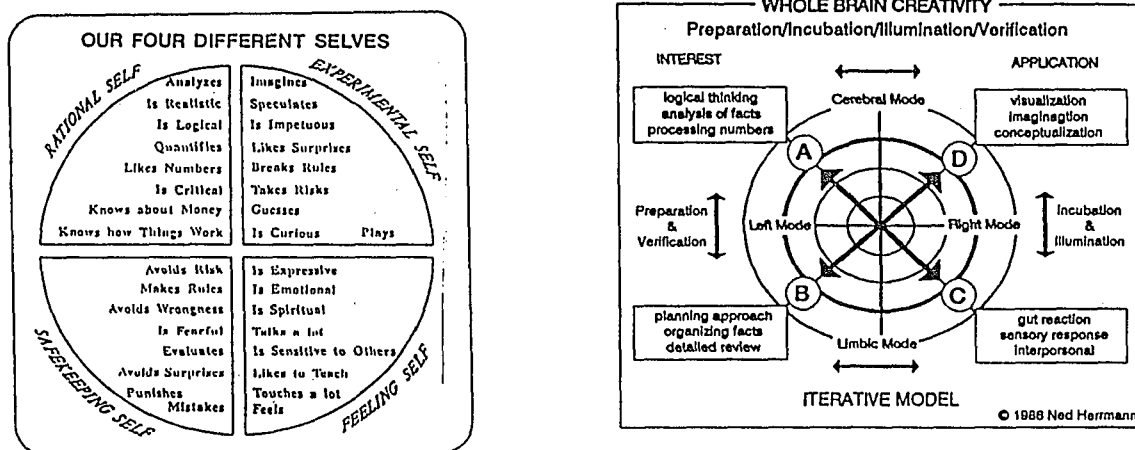 OUR FOUR DIFFERENT SELVES
RATIONAL SELF
Analyzes
Is Realistic
Is Logical
Quantifies
Likes Numbers
Is Critical
Knows about Money
Knows how Things Work
EXPERIMENTAL SELF
Imagines
Speculates
Is Impetuous
Likes Surprises
Breaks Rules
Takes Risks
Guesses
Is Curious Plays
SAFEKEEPING SELF
Avoids Risk
Makes Rules
Avoids Wrongness
Is Fearful
Evaluates
Avoids Surprises
Punishes
Mistakes
FEELING SELF
Is Expressive
Is Emotional
Is Spiritual
Talks a lot
Is Sensitive to Others
Likes to Teach
Touches a lot
Feels
WHOLE BRAIN CREATIVITY
Preparation/Incubation/Illumination/Verification
INTEREST
APPLICATION
logical thinking
analysis of facts
processing numbers
Cerebral Mode
visualization
imagination
conceptualization
A
D
Preparation
&
Verification
Left Mode
Right Mode
Incubation
&
Illumination
B
C
planning approach
organizing facts
detailed review
Limbic Mode
gut reaction
sensory response
interpersonal
ITERATIVE MODEL
© 1986 Ned Herrmann